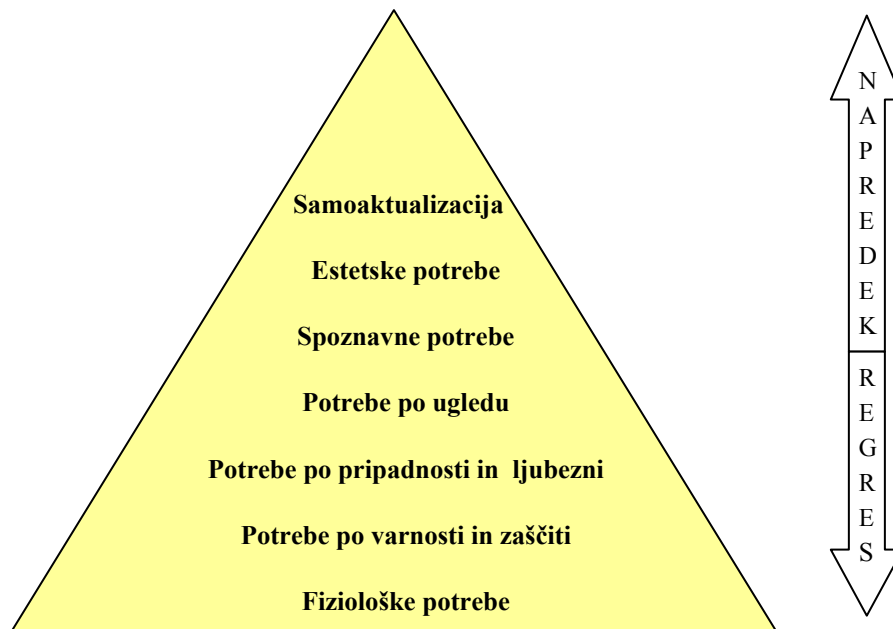 Samoaktualizacija
Estetske potrebe
Spoznavne potrebe
Potrebe po ugledu
Potrebe po pripadnosti in ljubezni
Potrebe po varnosti in zaščiti
Fiziološke potrebe
N
A
P
R
E
D
E
K
R
E
G
R
E
S